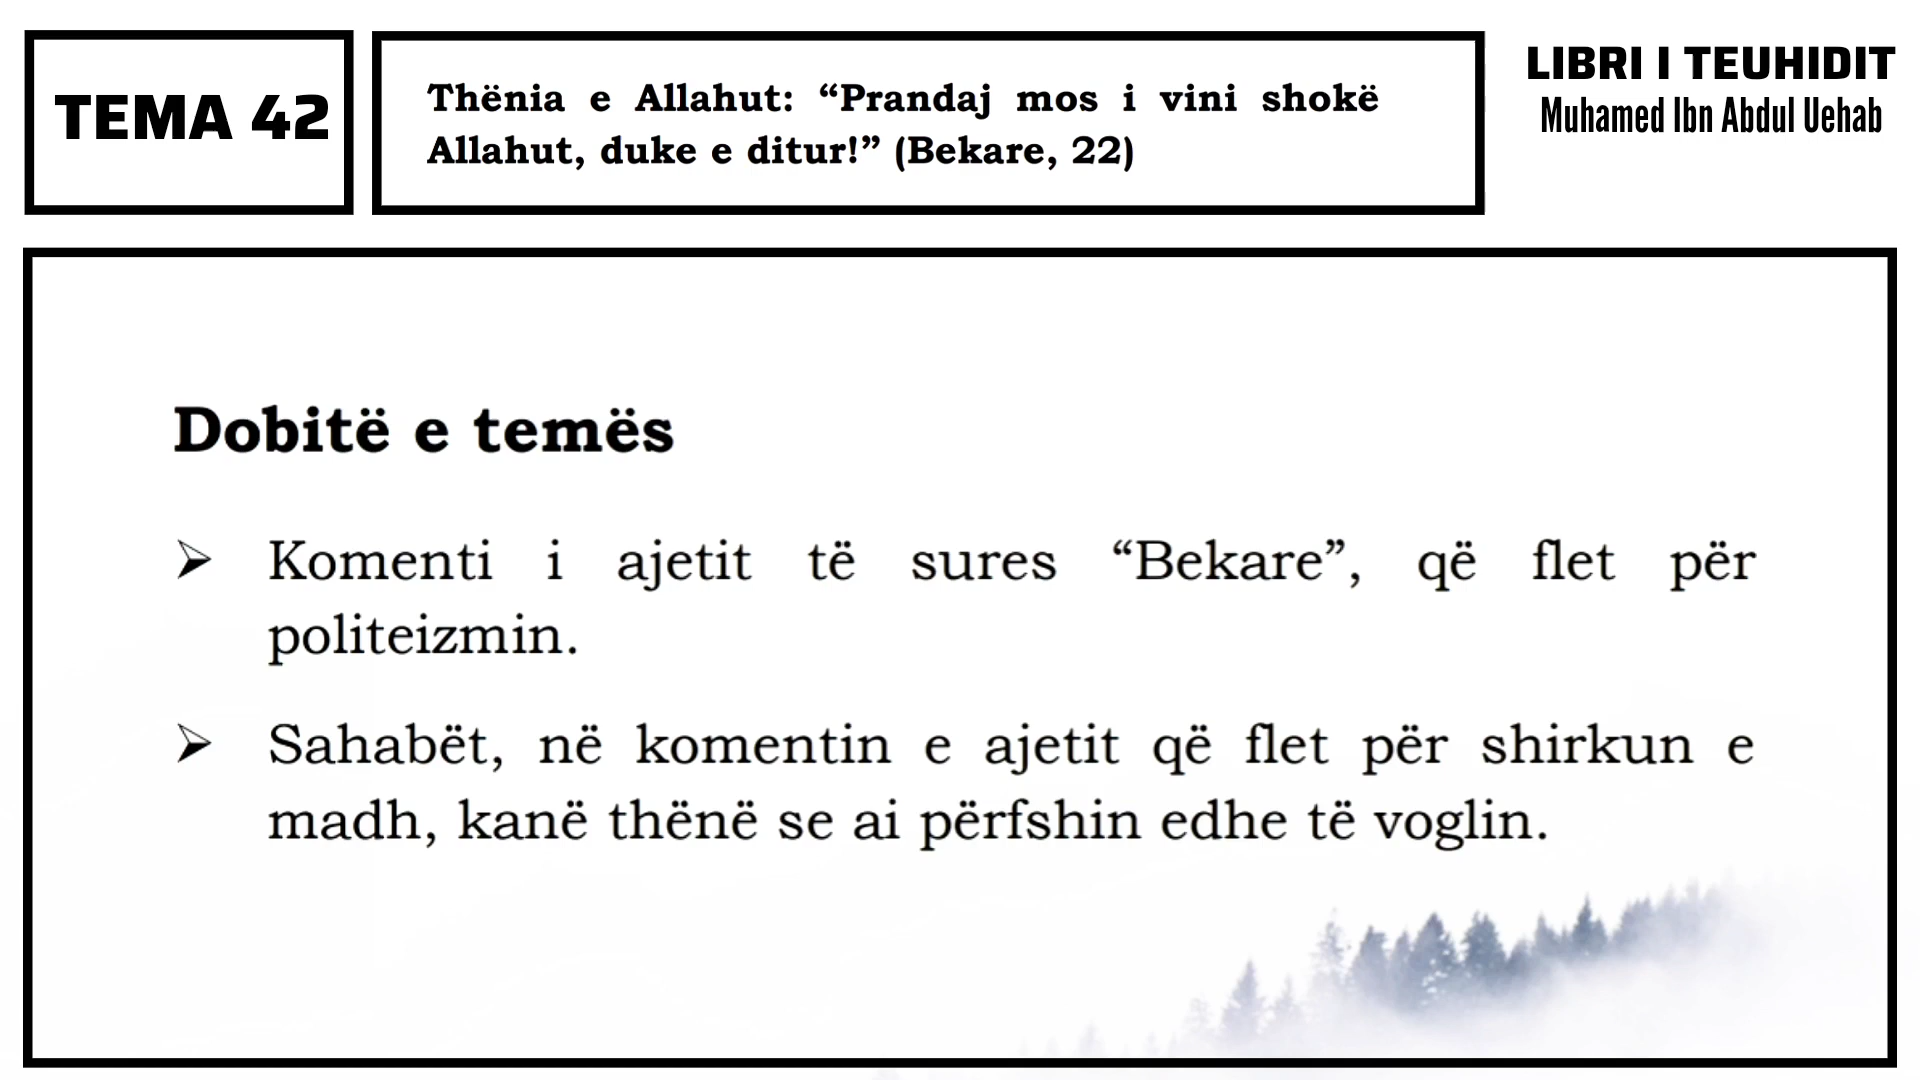 TEMA 42
Thënia e Allahut: “Prandaj mos i vini shokë
Allahut, duke e ditur!” (Bekare, 22)
LIBRI I TEUHIDIT
Muhamed Ibn Abdul Uehab
Dobitë e temës
➢ Komenti i ajetit të sures “Bekare”, që flet për
politeizmin.
➢ Sahabët, në komentin e ajetit që flet për shirkun e
madh, kanë thënë se ai përfshin edhe të voglin.